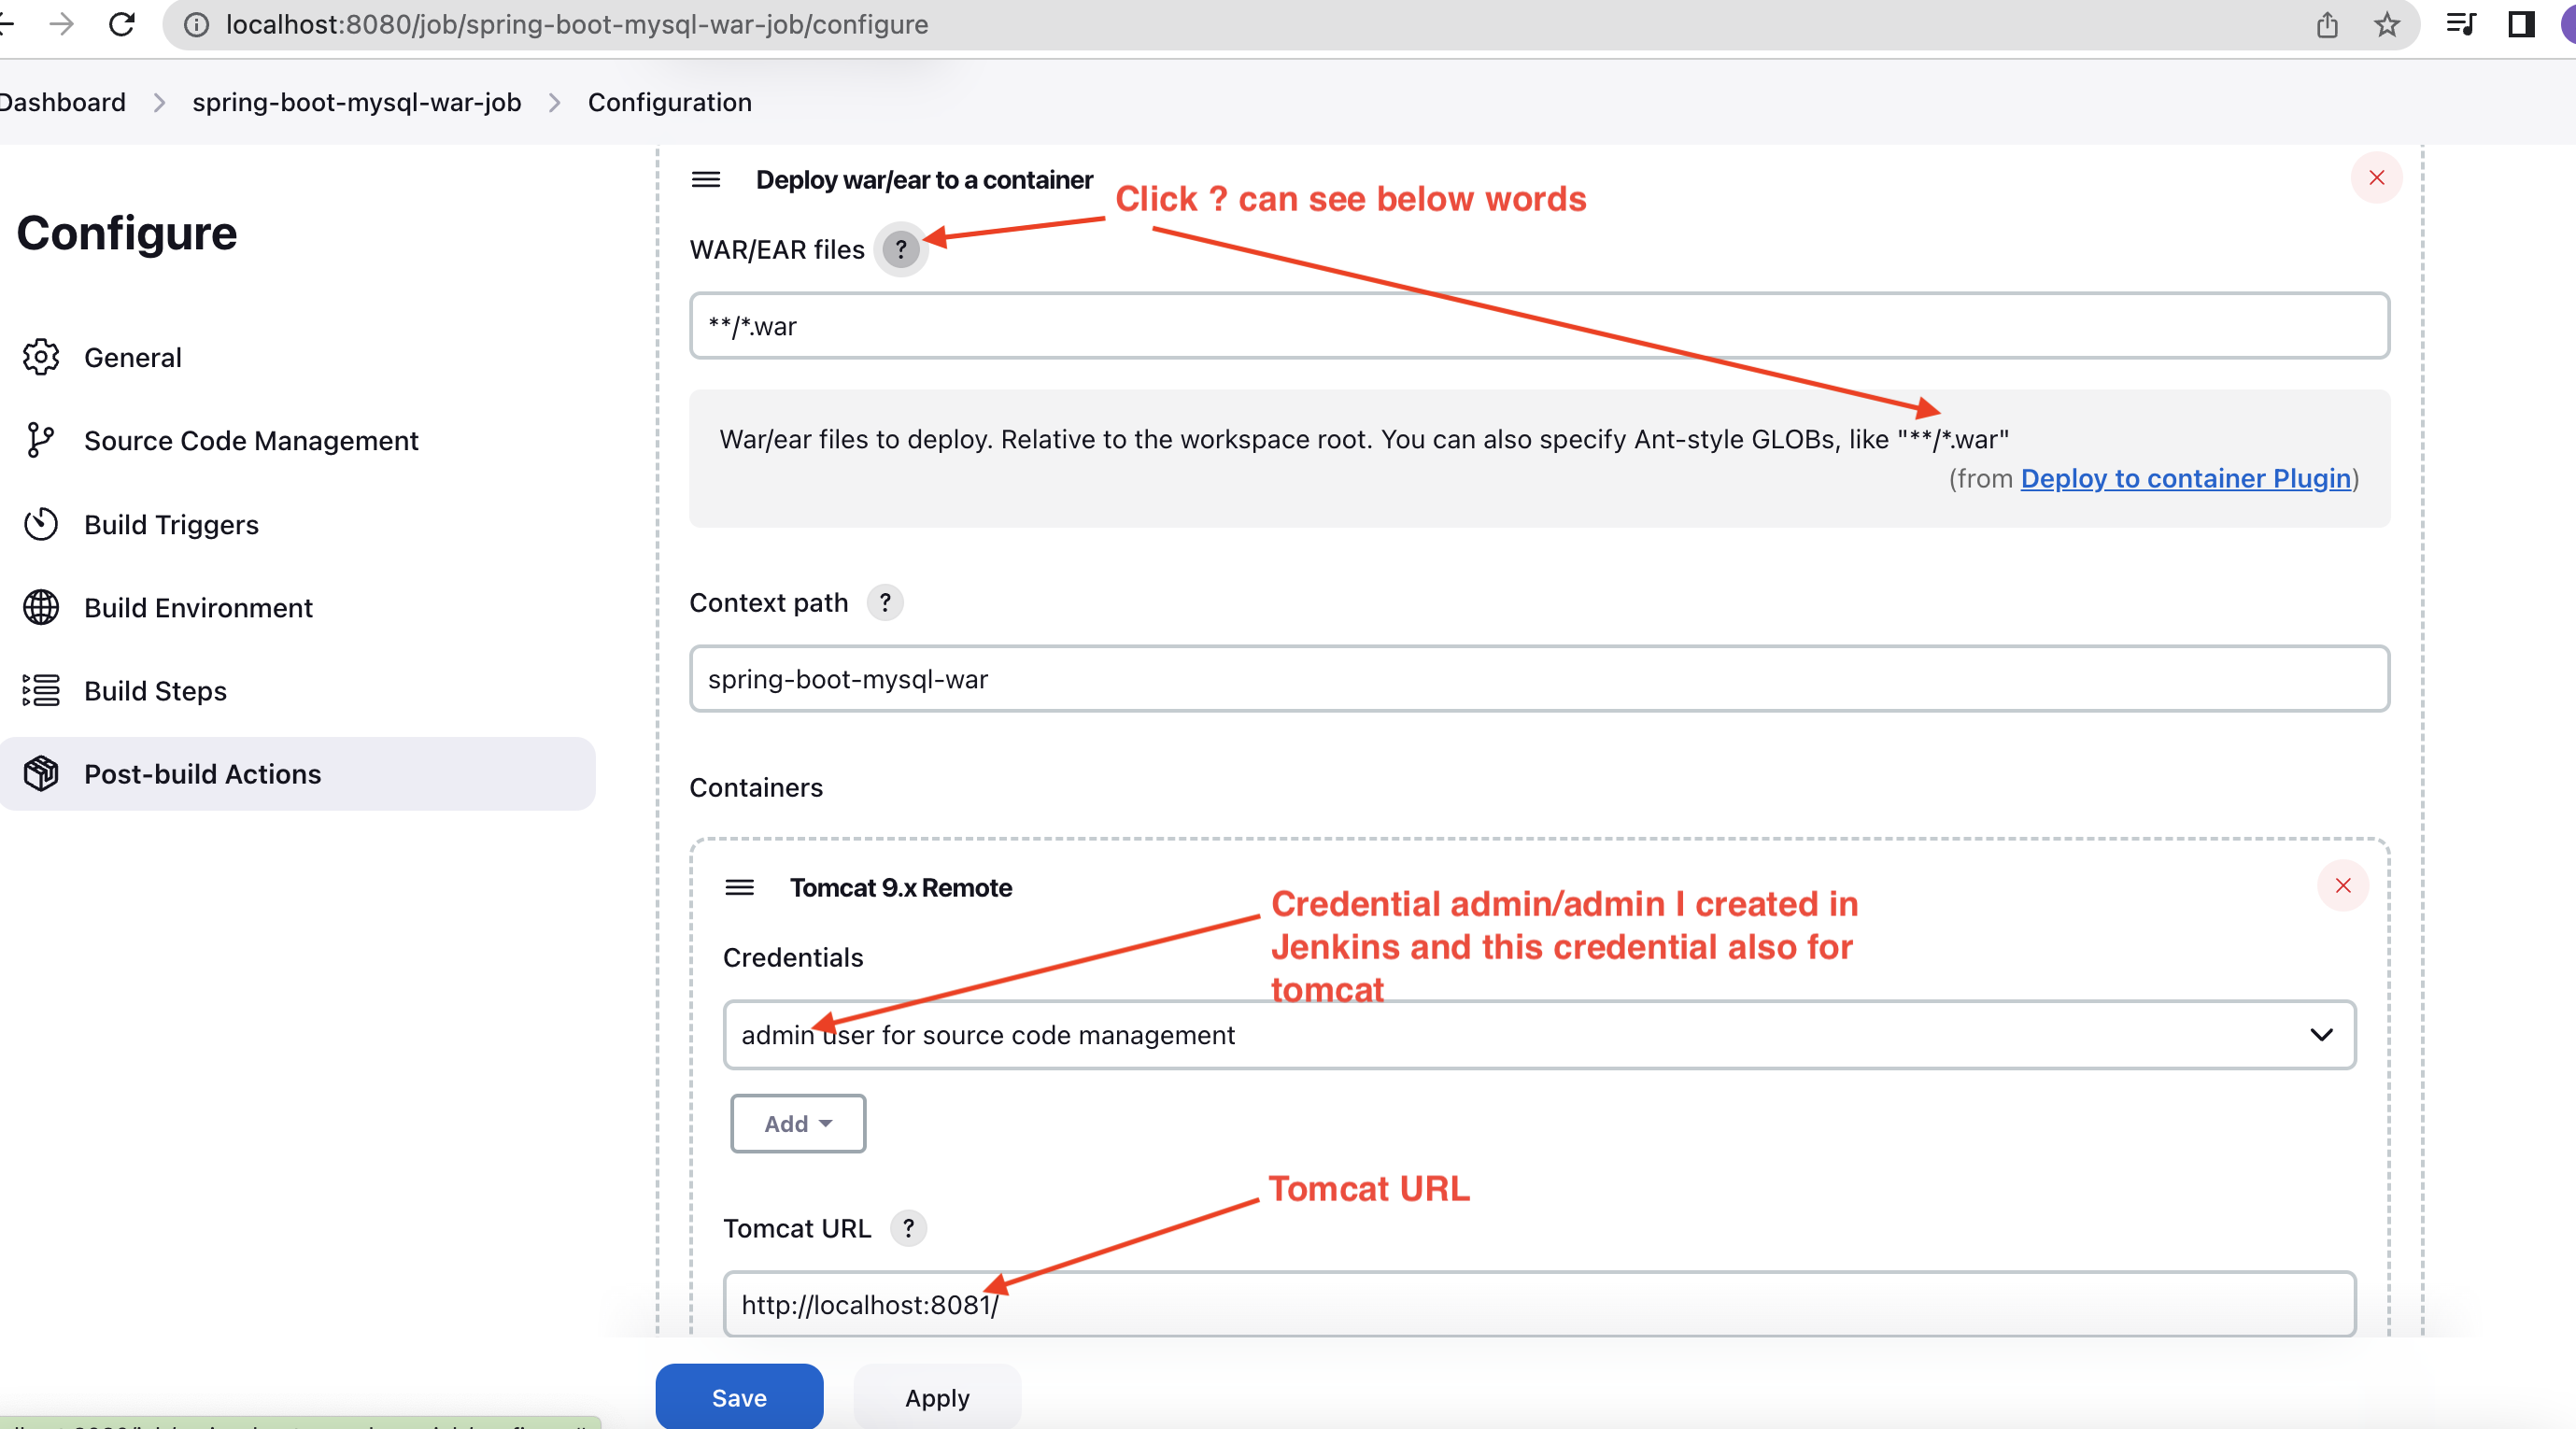 localhost:8080/job/spring-boot-mysql-war-job/configure
Dashboard > spring-boot-mysql-war-job > Configuration
Configure
General
Source Code Management
Build Triggers
Build Environment
Build Steps
Post-build Actions
Deploy war/ear to a container
Click ? can see below words
WAR/EAR files ?
**/*.war
War/ear files to deploy. Relative to the workspace root. You can also specify Ant-style GLOBs, like "**/*.war"
(from Deploy to container Plugin)
Context path ?
spring-boot-mysql-war
Containers
Tomcat 9.x Remote
Credential admin/admin I created in
Jenkins and this credential also for
tomcat
Credentials
admin user for source code management
Add
Tomcat URL
Tomcat URL ?
http://localhost:8081/
Save
Apply